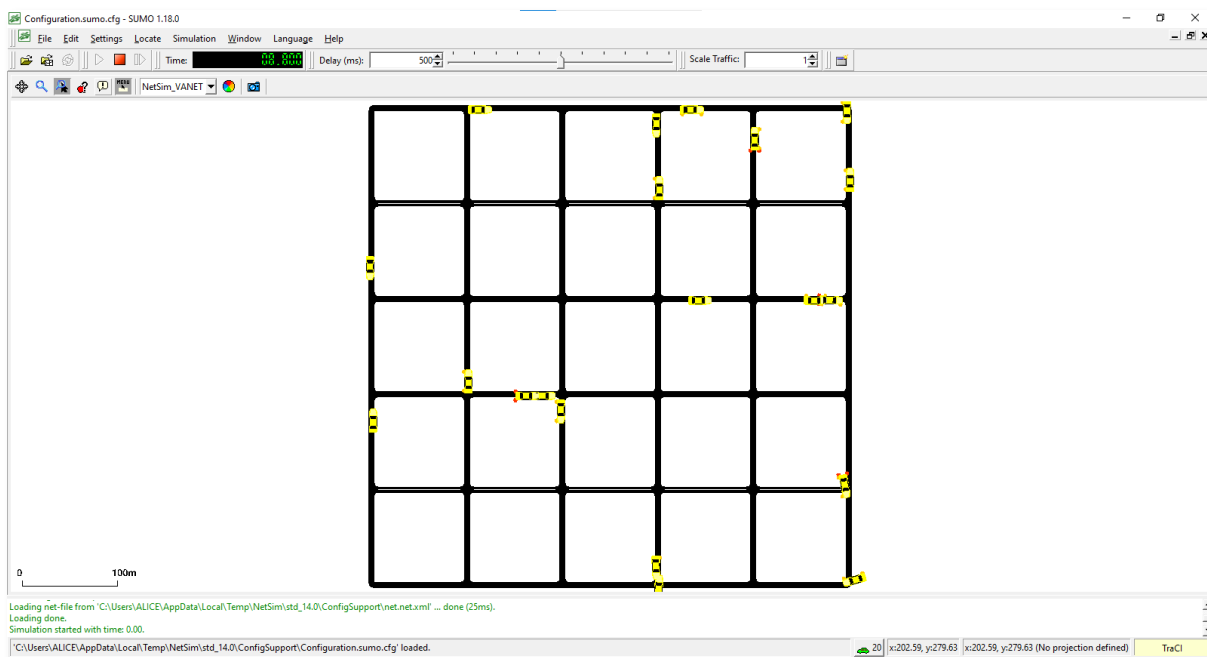 Configuration.sumo.cfg - SUMO 1.18.0
File Edit Settings Locate Simulation Window Language Help
Time: 08.800 Delay (ms): 500 Scale Traffic: 1
MENU NetSim_VANET
0 100m
Loading net-file from 'C:\Users\ALICE\AppData\Local\Temp\NetSim\std_14.0\ConfigSupport\net.net.xml' ... done (25ms).
Loading done.
Simulation started with time: 0.00.
'C:\Users\ALICE\AppData\Local\Temp\NetSim\std_14.0\ConfigSupport\Configuration.sumo.cfg' loaded. 20 x:202.59, y:279.63 x:202.59, y:279.63 (No projection defined) TraCI